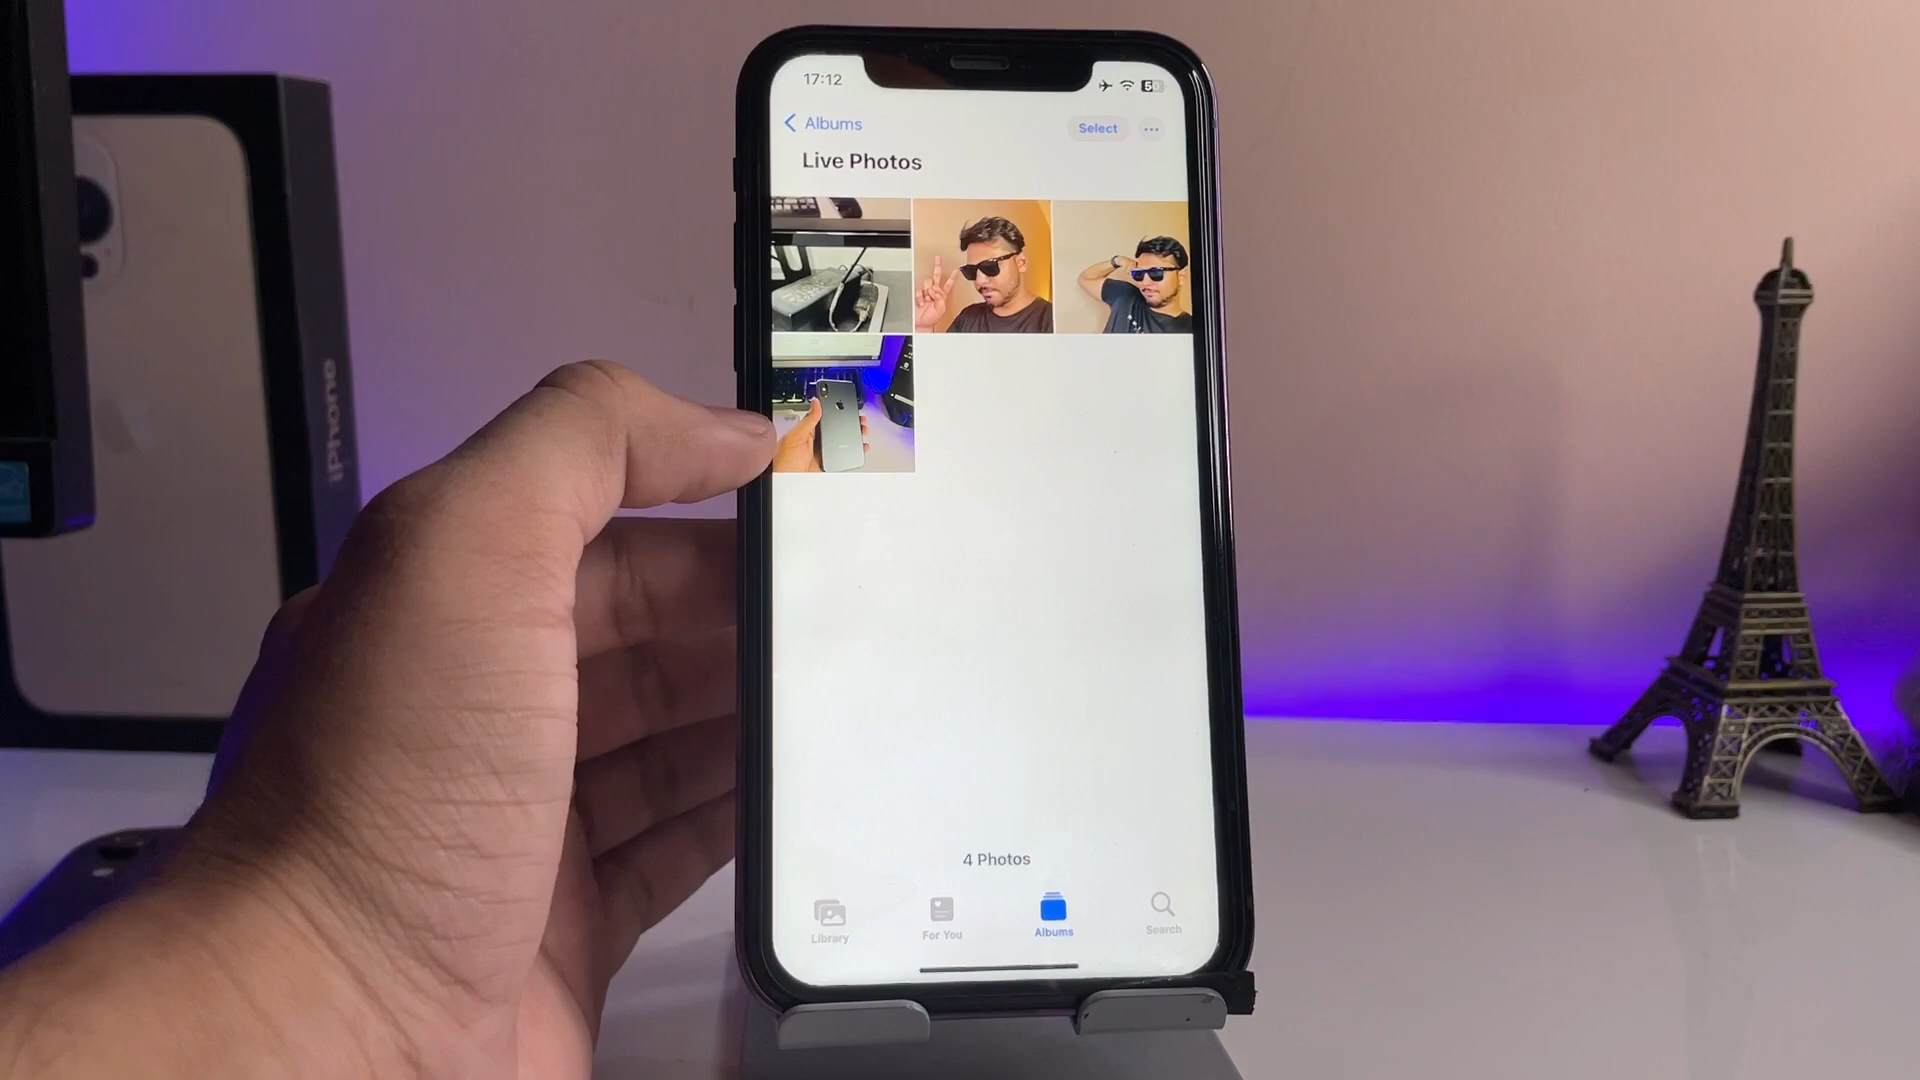 17:12
Albums
Select
Live Photos
4 Photos
Library
For You
Albums
Search
iPhone